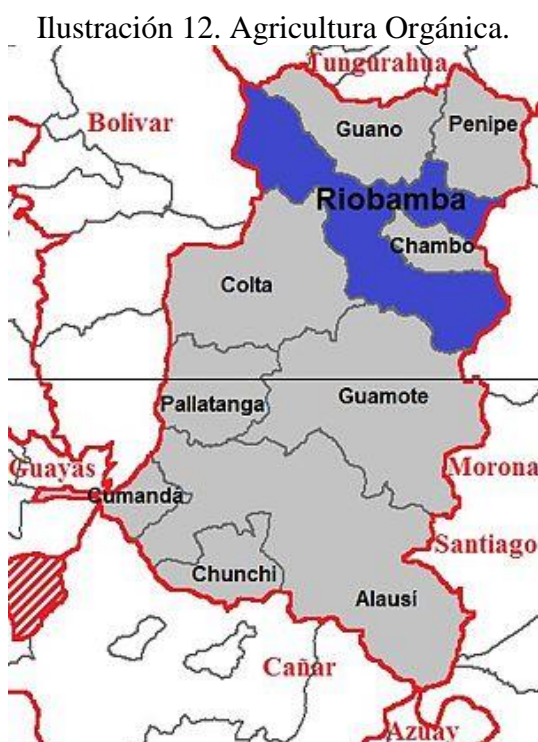 Ilustración 12. Agricultura Orgánica.
Tungurahua
Bolívar
Guano
Penipe
Riobamba
Chambo
Colta
Pallatanga
Guamote
Guayas
Cumandá
Morona
Santiago
Chunchi
Alausí
Cañar
Azuay